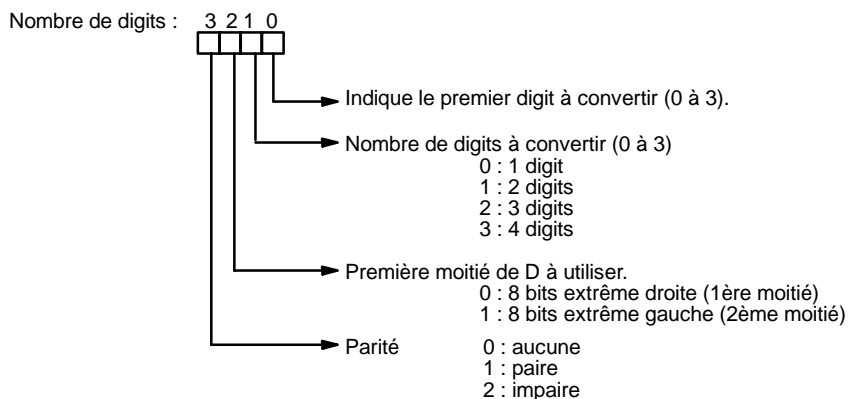 Nombre de digits : 3 2 1 0
Indique le premier digit à convertir (0 à 3).
Nombre de digits à convertir (0 à 3)
0 : 1 digit
1 : 2 digits
2 : 3 digits
3 : 4 digits
Première moitié de D à utiliser.
0 : 8 bits extrême droite (1ère moitié)
1 : 8 bits extrême gauche (2ème moitié)
Parité 0 : aucune
1 : paire
2 : impaire